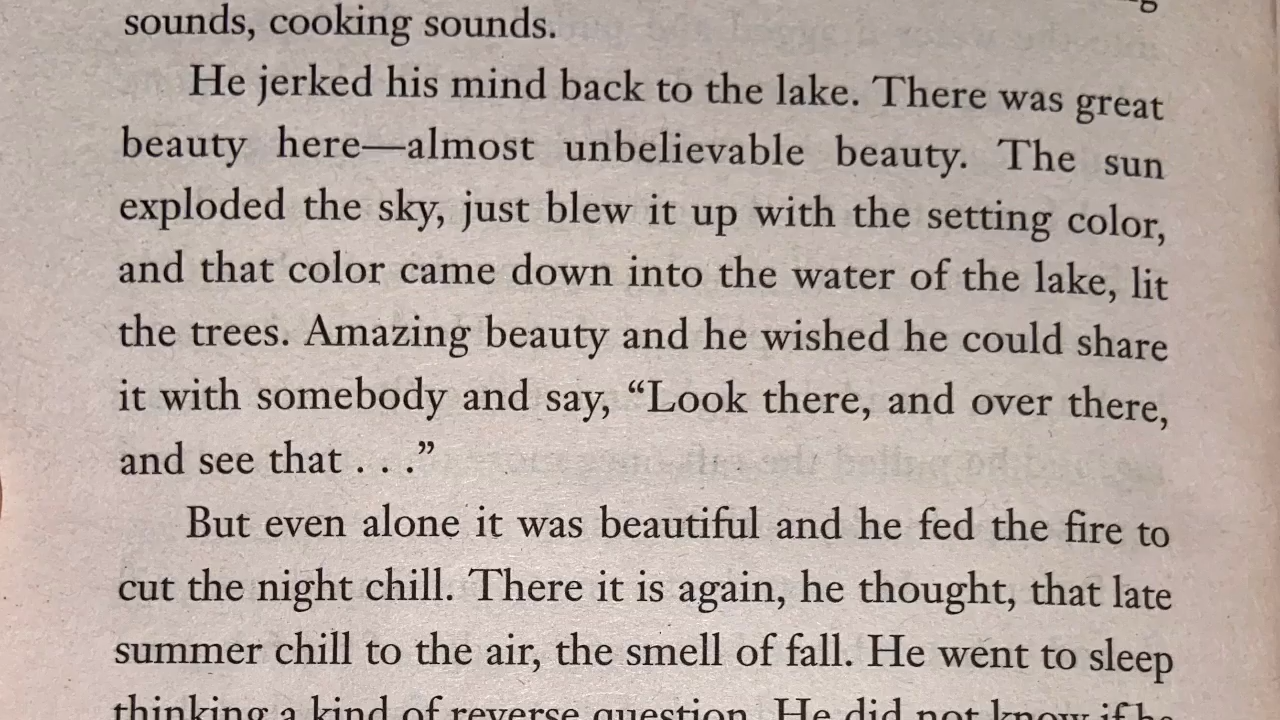 sounds, cooking sounds.
He jerked his mind back to the lake. There was great
beauty here—almost unbelievable beauty. The sun
exploded the sky, just blew it up with the setting color,
and that color came down into the water of the lake, lit
the trees. Amazing beauty and he wished he could share
it with somebody and say, “Look there, and over there,
and see that . . .”
But even alone it was beautiful and he fed the fire to
cut the night chill. There it is again, he thought, that late
summer chill to the air, the smell of fall. He went to sleep
thinking a kind of reverse question. He did not know if he